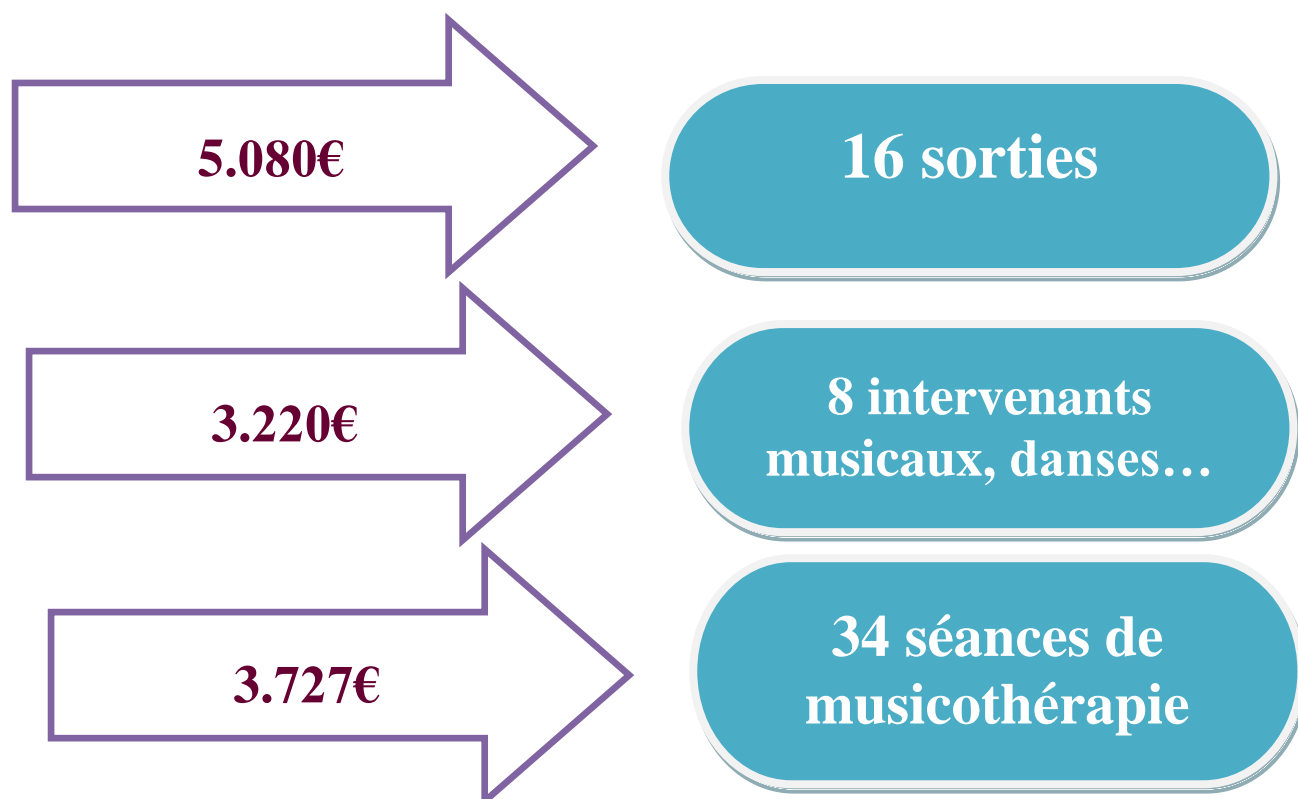 5.080€
16 sorties
3.220€
8 intervenants
musicaux, danses…
3.727€
34 séances de
musicothérapie